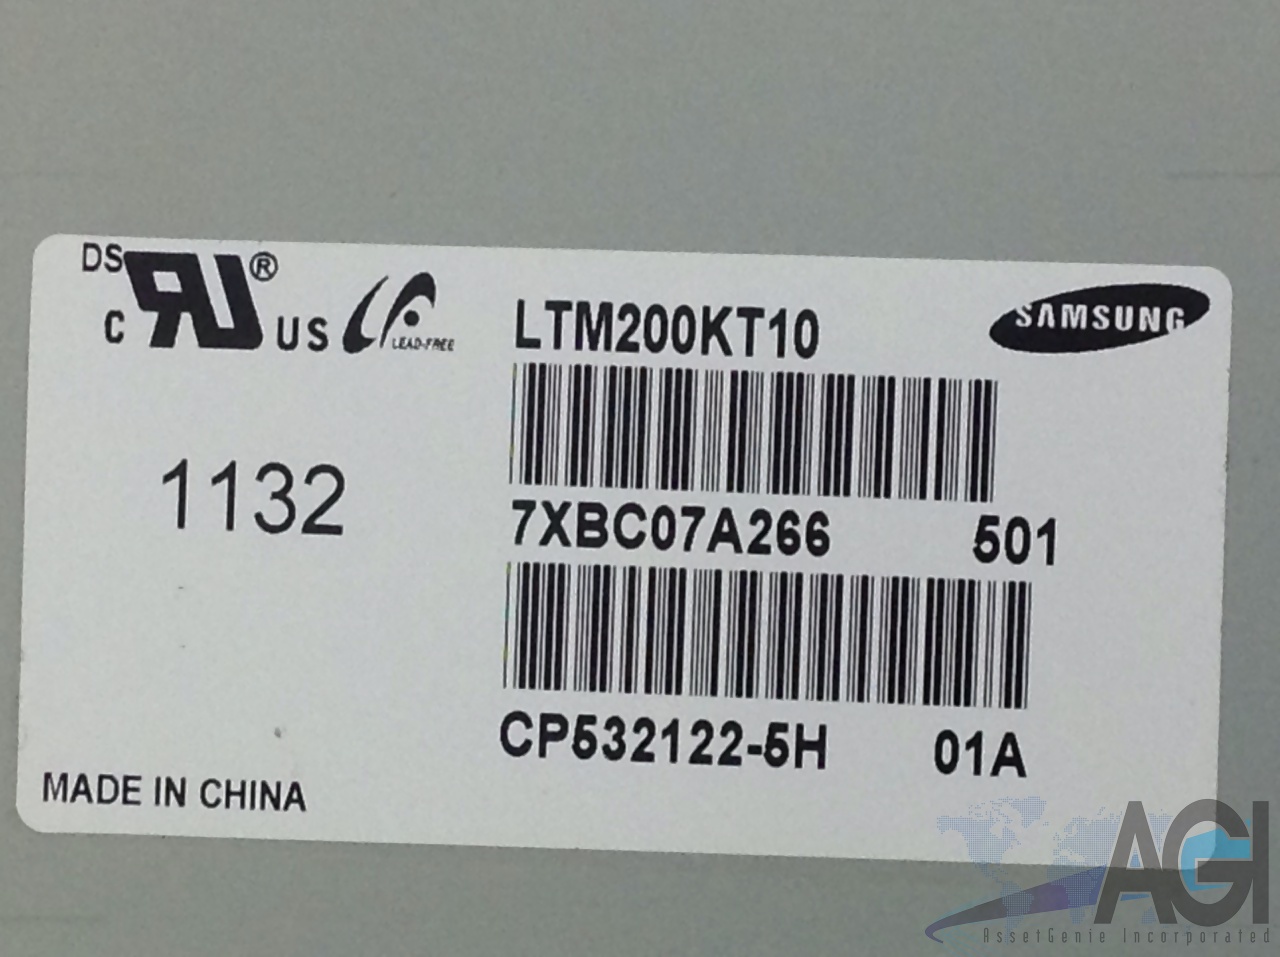 DS
C ® US
LEAD-FREE
LTM200KT10
SAMSUNG
1132
7XBC07A266 501
CP532122-5H 01A
MADE IN CHINA
AGI
AssetGenie Incorporated